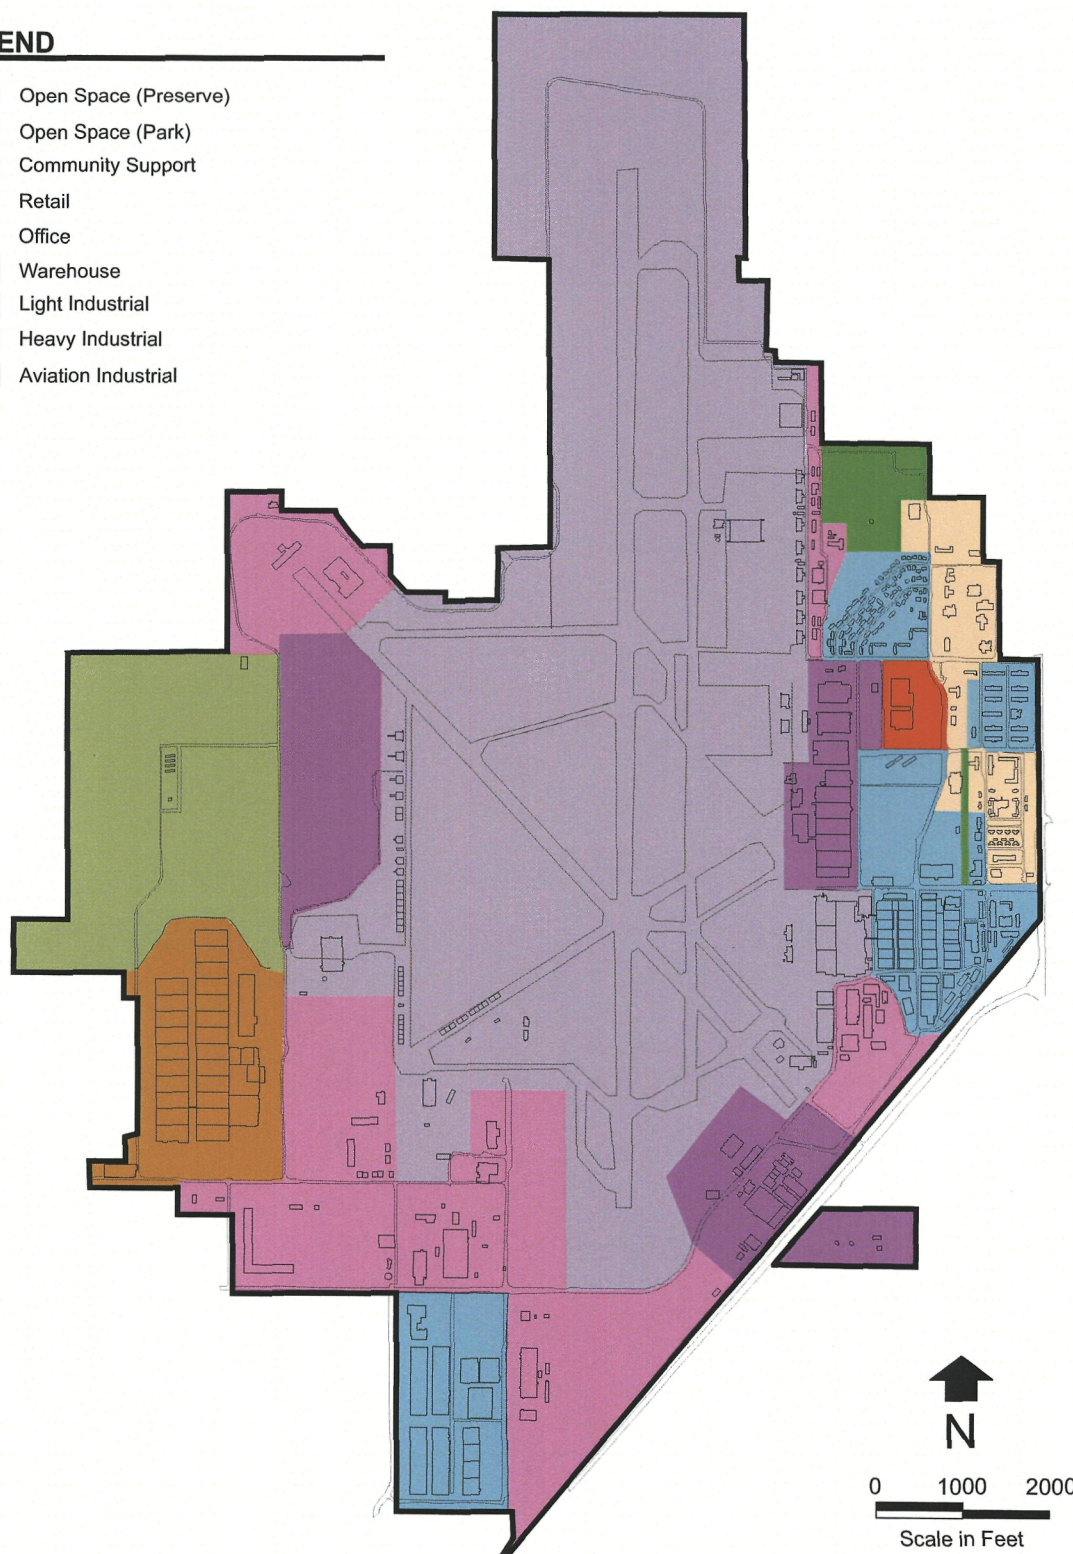 END
Open Space (Preserve)
Open Space (Park)
Community Support
Retail
Office
Warehouse
Light Industrial
Heavy Industrial
Aviation Industrial
N
0 1000 2000
Scale in Feet